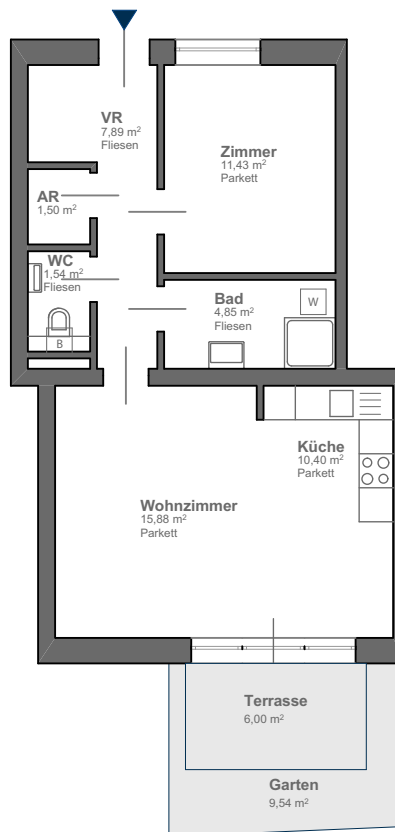 VR
7,89 m²
Fliesen
Zimmer
11,43 m²
Parkett
AR
1,50 m²
WC
1,54 m²
Fliesen
Bad
4,85 m²
Fliesen
W
B
Küche
10,40 m²
Parkett
Wohnzimmer
15,88 m²
Parkett
Terrasse
6,00 m²
Garten
9,54 m²